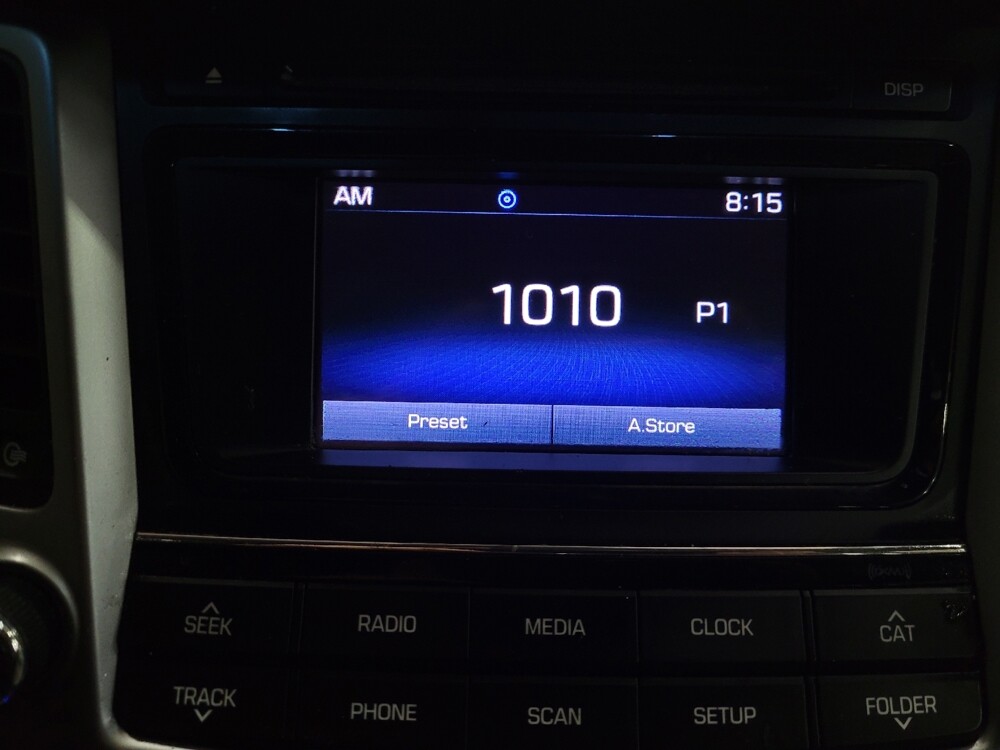 DISP
AM 8:15
1010 P1
Preset A.Store
SEEK RADIO MEDIA CLOCK CAT
TRACK PHONE SCAN SETUP FOLDER